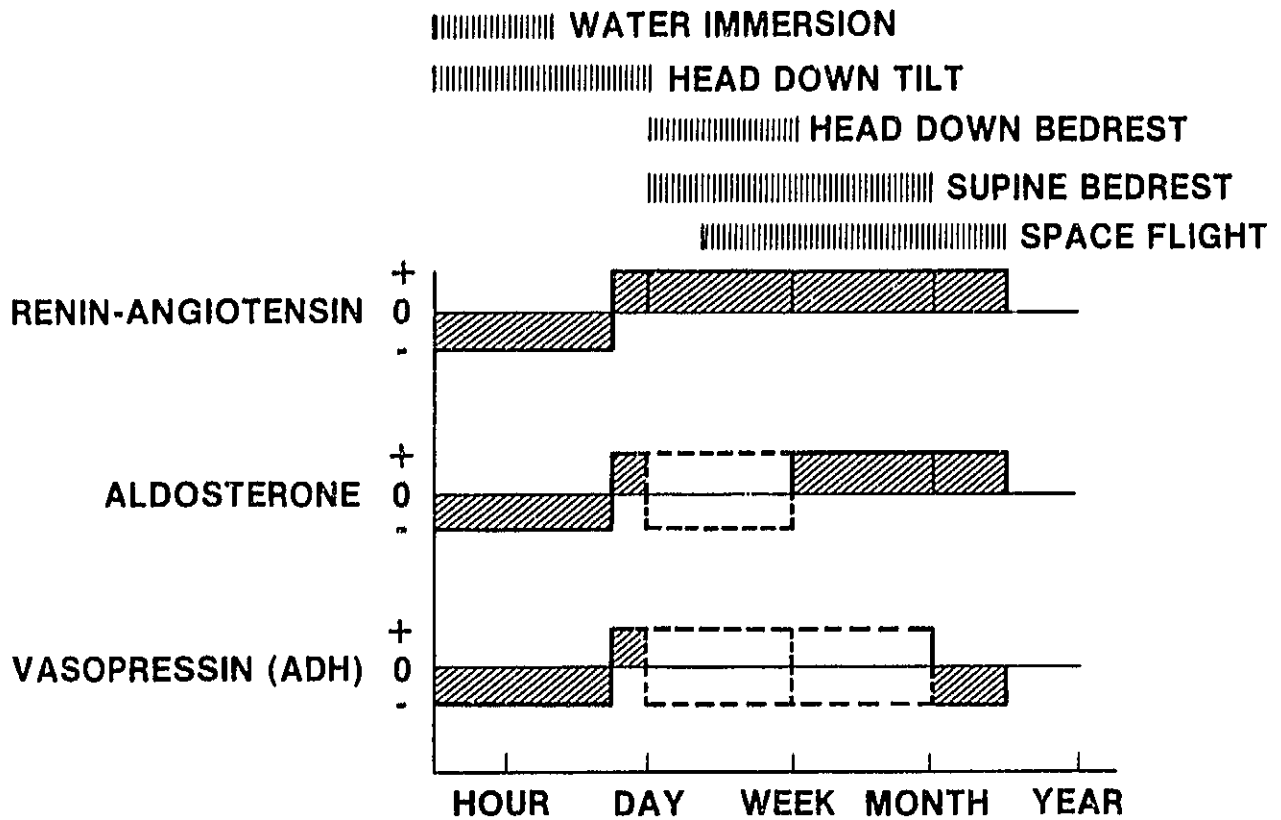 WATER IMMERSION
HEAD DOWN TILT
HEAD DOWN BEDREST
SUPINE BEDREST
SPACE FLIGHT
+
RENIN-ANGIOTENSIN 0
-
+
ALDOSTERONE 0
-
+
VASOPRESSIN (ADH) 0
-
HOUR DAY WEEK MONTH YEAR